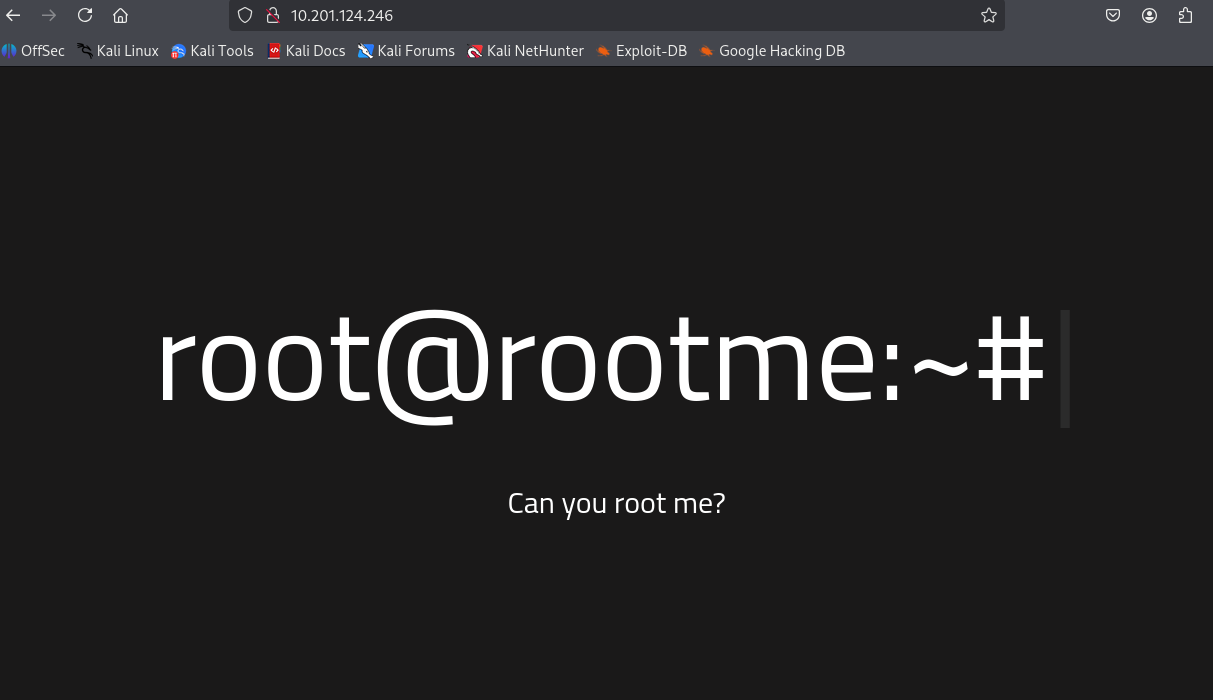 10.201.124.246
OffSec Kali Linux Kali Tools Kali Docs Kali Forums Kali NetHunter Exploit-DB Google Hacking DB
root@rootme:~#
Can you root me?